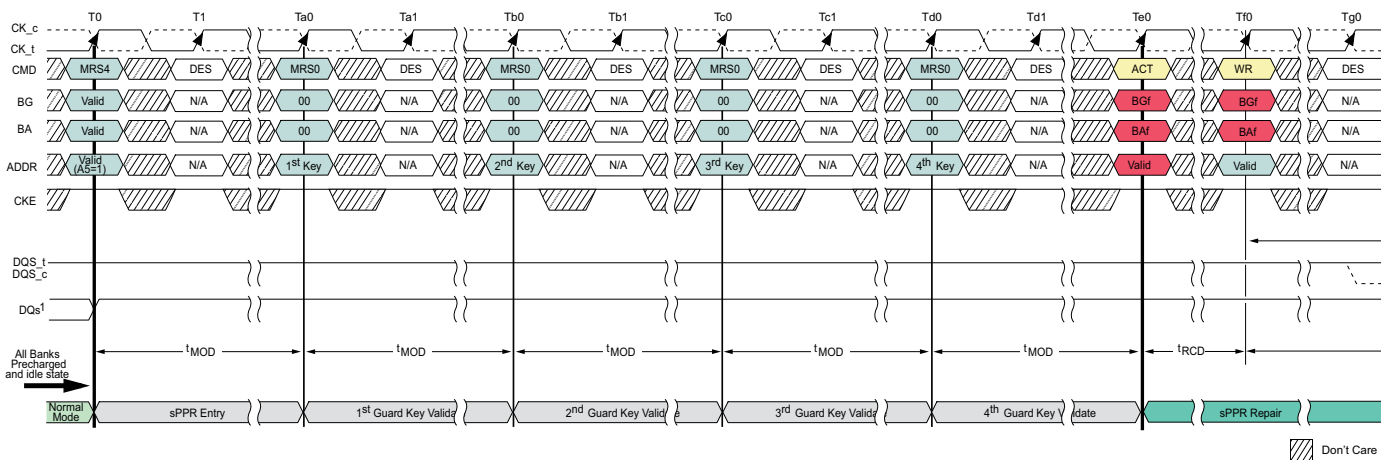 T0 T1 Ta0 Ta1 Tb0 Tb1 Tc0 Tc1 Td0 Td1 Te0 Tf0 Tg0
CK_c
CK_t
CMD MRS4 DES MRS0 DES MRS0 DES MRS0 DES MRS0 DES ACT WR DES
BG Valid N/A 00 N/A 00 N/A 00 N/A 00 N/A BGf BGf N/A
BA Valid N/A 00 N/A 00 N/A 00 N/A 00 N/A BAf BAf N/A
ADDR Valid (A5=1) N/A 1st Key N/A 2nd Key N/A 3rd Key N/A 4th Key N/A Valid Valid N/A
CKE
DQS_t
DQS_c
DQs1
tMOD tMOD tMOD tMOD tMOD tRCD
All Banks
Precharged
and idle state
Normal Mode sPPR Entry 1st Guard Key Valida 2nd Guard Key Valid e 3rd Guard Key Valida 4th Guard Key V date sPPR Repair
Don't Care